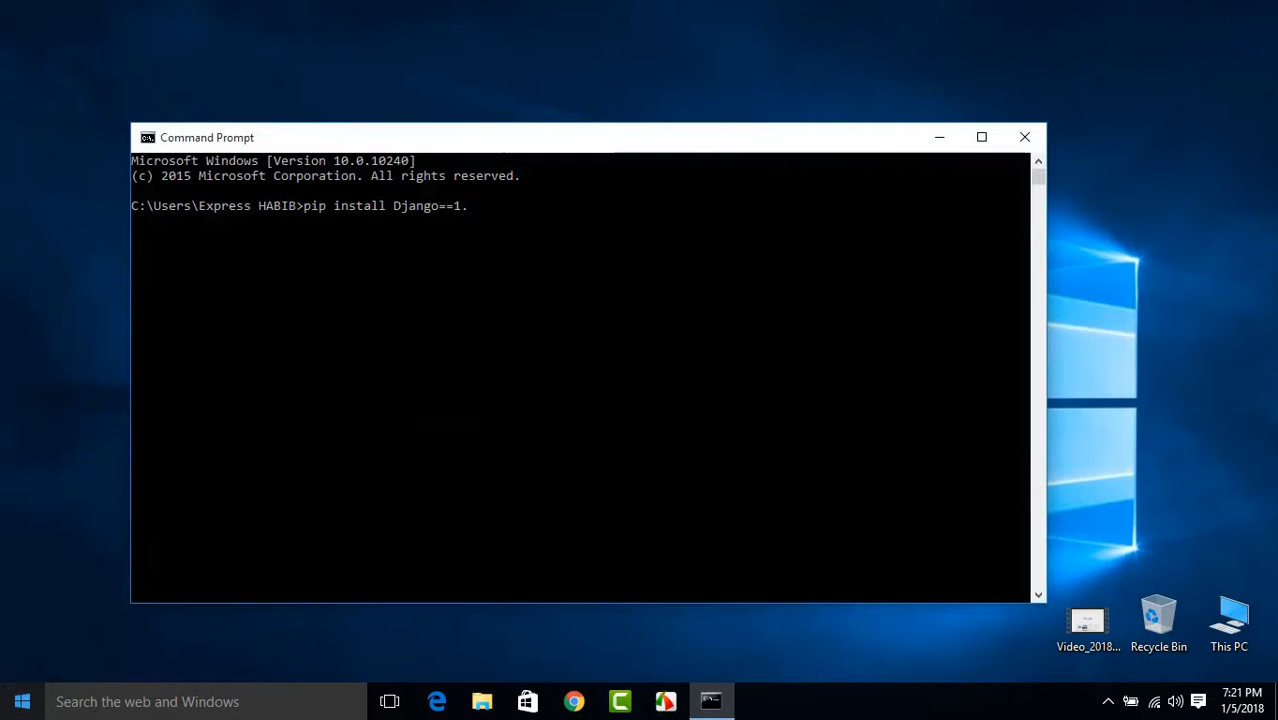 Command Prompt
Microsoft Windows [Version 10.0.10240]
(c) 2015 Microsoft Corporation. All rights reserved.
C:\Users\Express HABIB>pip install Django==1.
Video_2018...
Recycle Bin
This PC
Search the web and Windows
7:21 PM
1/5/2018